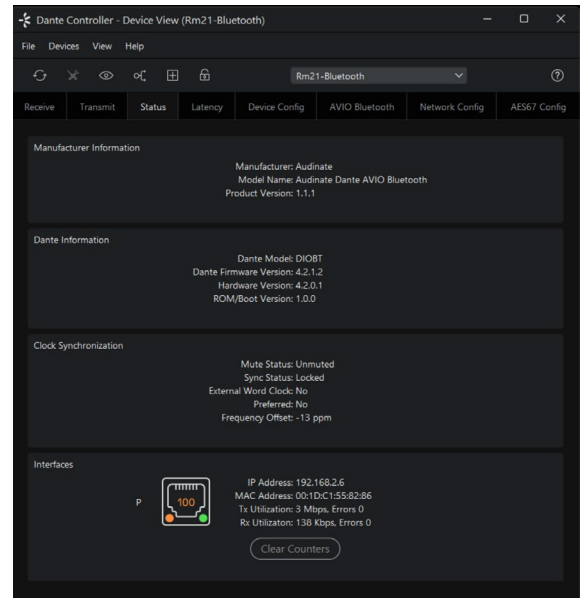 Dante Controller - Device View (Rm21-Bluetooth)
File Devices View Help
Rm21-Bluetooth
Receive Transmit Status Latency Device Config AVIO Bluetooth Network Config AES67 Config
Manufacturer Information
Manufacturer: Audinate
Model Name: Audinate Dante AVIO Bluetooth
Product Version: 1.1.1
Dante Information
Dante Model: DIOBT
Dante Firmware Version: 4.2.1.2
Hardware Version: 4.2.0.1
ROM/Boot Version: 1.0.0
Clock Synchronization
Mute Status: Unmuted
Sync Status: Locked
External Word Clock: No
Preferred: No
Frequency Offset: -13 ppm
Interfaces
P
100
IP Address: 192.168.2.6
MAC Address: 00:1D:C1:55:82:86
Tx Utilization: 3 Mbps, Errors 0
Rx Utilizaton: 138 Kbps, Errors 0
Clear Counters